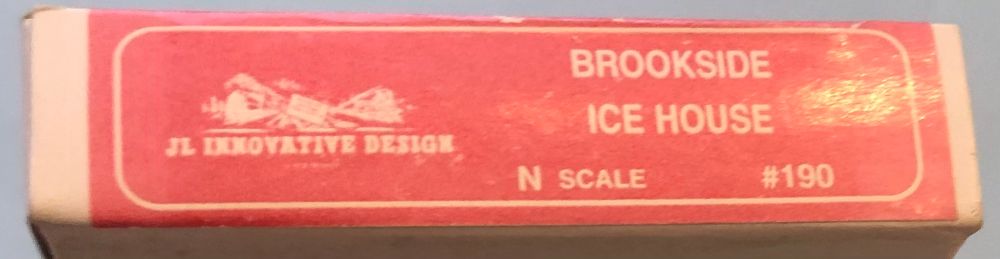 JL INNOVATIVE DESIGN
BROOKSIDE
ICE HOUSE
N SCALE #190